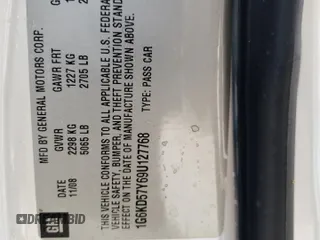 MFD BY GENERAL MOTORS CORP.
DATE GVWR GAWR FRT
11/08 2298 KG 1227 KG
5065 LB 2705 LB
THIS VEHICLE CONFORMS TO ALL APPLICABLE U.S. FEDERAL
VEHICLE SAFETY, BUMPER, AND THEFT PREVENTION STAND
IN EFFECT ON THE DATE OF MANUFACTURE SHOWN ABOVE.
1G6KD57Y69U127768 TYPE: PASS CAR
GM